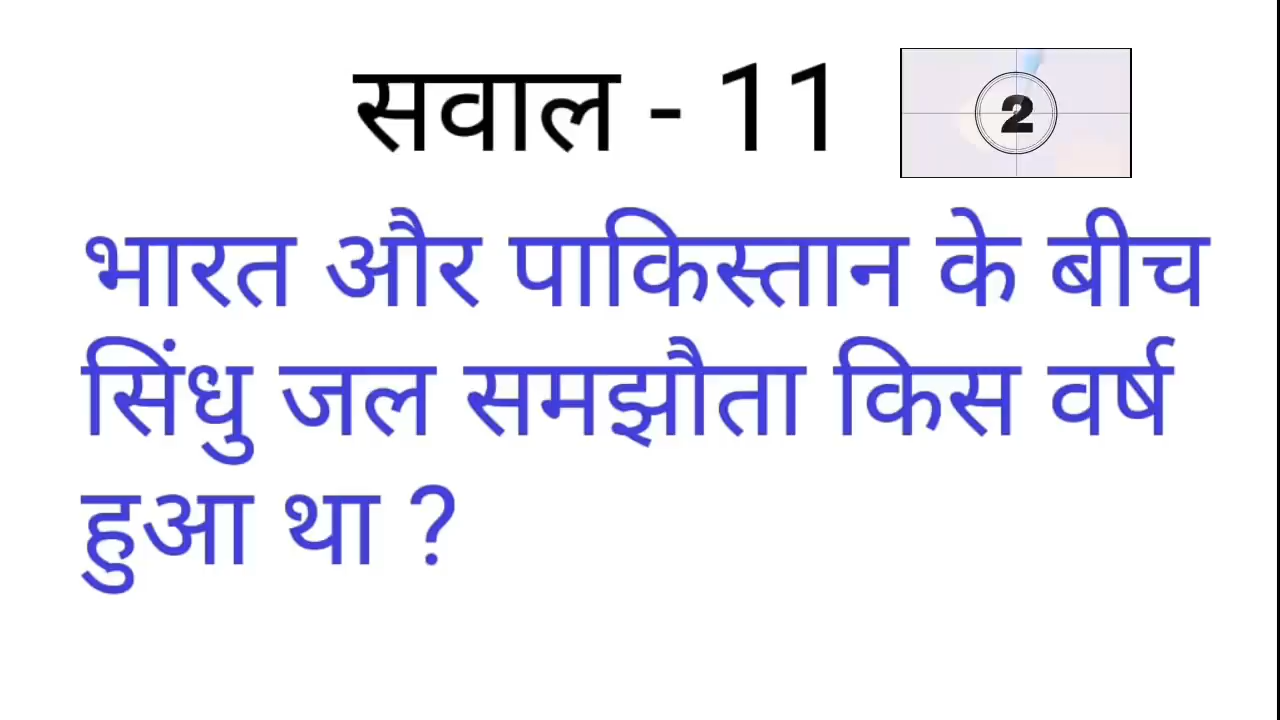 सवाल - 11
2
भारत और पाकिस्तान के बीच
सिंधु जल समझौता किस वर्ष
हुआ था ?